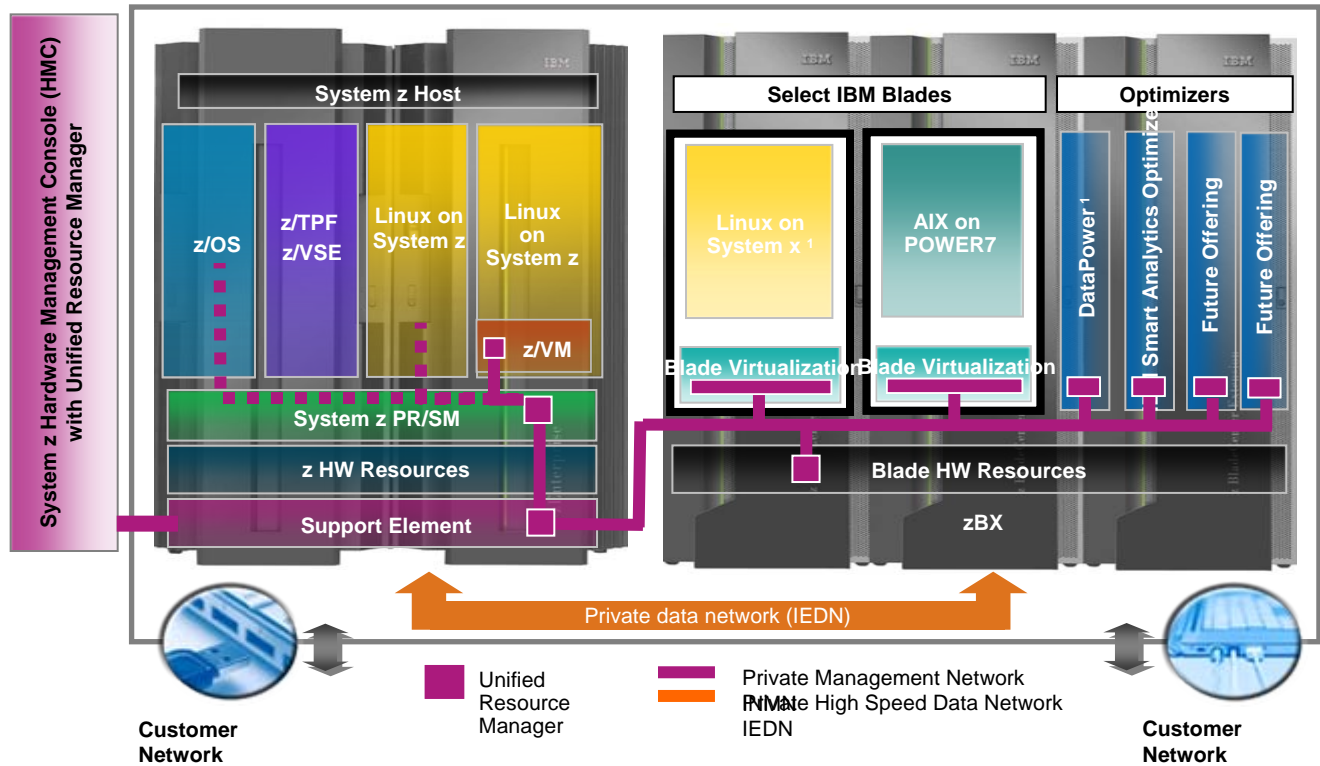 System z Hardware Management Console (HMC)
with Unified Resource Manager
IBM
IBM
IBM
IBM
System z Host
Select IBM Blades
Optimizers
z/OS
z/TPF
z/VSE
Linux on
System z
Linux
on
System z
z/VM
Linux on
System x ¹
AIX on
POWER7
Blade Virtualization
Blade Virtualization
DataPower ¹
Smart Analytics Optimizer
Future Offering
Future Offering
System z PR/SM
z HW Resources
Support Element
Blade HW Resources
zBX
Private data network (IEDN)
Unified
Resource
Manager
Private Management Network
INMN
Private High Speed Data Network
IEDN
Customer
Network
Customer
Network